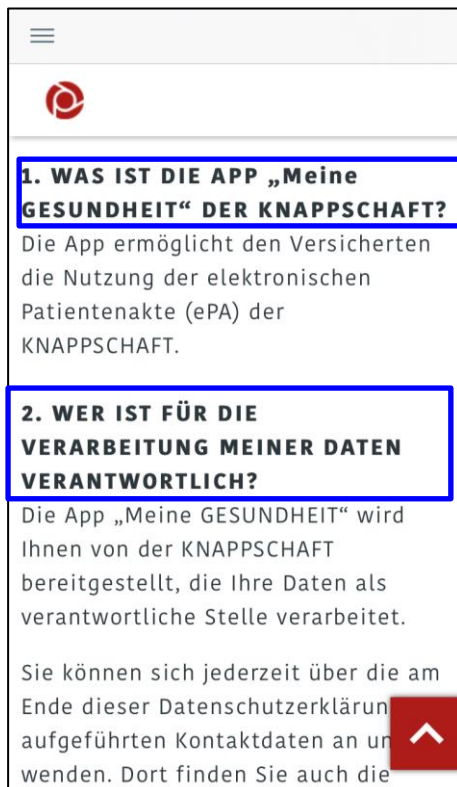 1. WAS IST DIE APP „Meine
GESUNDHEIT“ DER KNAPPSCHAFT?
Die App ermöglicht den Versicherten
die Nutzung der elektronischen
Patientenakte (ePA) der
KNAPPSCHAFT.
2. WER IST FÜR DIE
VERARBEITUNG MEINER DATEN
VERANTWORTLICH?
Die App „Meine GESUNDHEIT“ wird
Ihnen von der KNAPPSCHAFT
bereitgestellt, die Ihre Daten als
verantwortliche Stelle verarbeitet.
Sie können sich jederzeit über die am
Ende dieser Datenschutzerklärun
aufgeführten Kontaktdaten an un
wenden. Dort finden Sie auch die